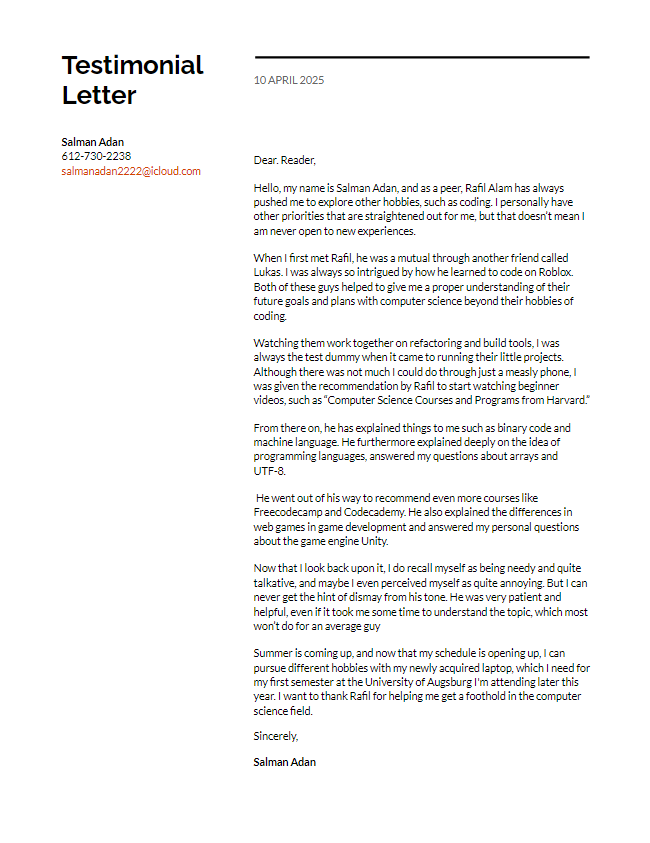 Testimonial
Letter
Salman Adan
612-730-2238
salmanadan2222@icloud.com
10 APRIL 2025
Dear. Reader,
Hello, my name is Salman Adan, and as a peer, Rafil Alam has always
pushed me to explore other hobbies, such as coding. I personally have
other priorities that are straightened out for me, but that doesn't mean I
am never open to new experiences.
When I first met Rafil, he was a mutual through another friend called
Lukas. I was always so intrigued by how he learned to code on Roblox.
Both of these guys helped to give me a proper understanding of their
future goals and plans with computer science beyond their hobbies of
coding.
Watching them work together on refactoring and build tools, I was
always the test dummy when it came to running their little projects.
Although there was not much I could do through just a measly phone, I
was given the recommendation by Rafil to start watching beginner
videos, such as “Computer Science Courses and Programs from Harvard.”
From there on, he has explained things to me such as binary code and
machine language. He furthermore explained deeply on the idea of
programming languages, answered my questions about arrays and
UTF-8.
He went out of his way to recommend even more courses like
Freecodecamp and Codecademy. He also explained the differences in
web games in game development and answered my personal questions
about the game engine Unity.
Now that I look back upon it, I do recall myself as being needy and quite
talkative, and maybe I even perceived myself as quite annoying. But I can
never get the hint of dismay from his tone. He was very patient and
helpful, even if it took me some time to understand the topic, which most
won't do for an average guy
Summer is coming up, and now that my schedule is opening up, I can
pursue different hobbies with my newly acquired laptop, which I need for
my first semester at the University of Augsburg I'm attending later this
year. I want to thank Rafil for helping me get a foothold in the computer
science field.
Sincerely,
Salman Adan